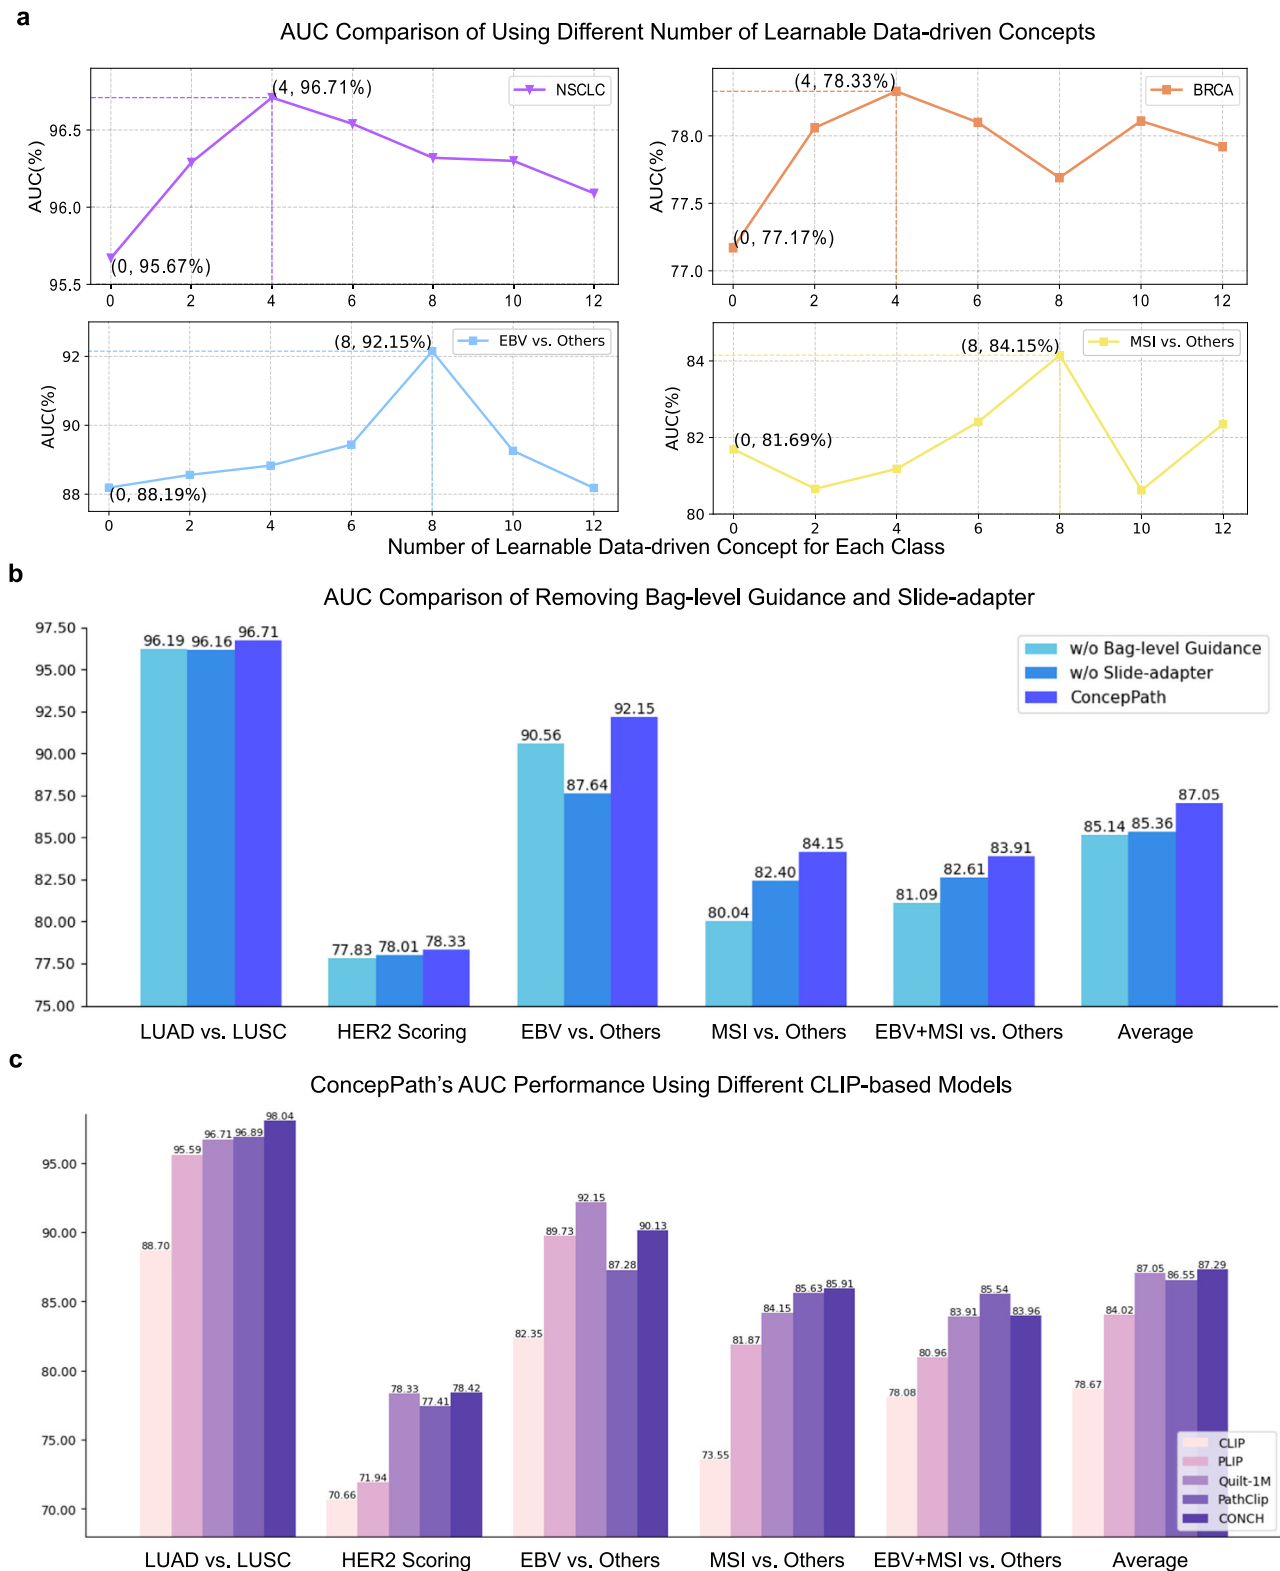 a
AUC Comparison of Using Different Number of Learnable Data-driven Concepts
(4, 96.71%)
NSCLC
96.5
96.0
95.5
AUC(%)
(0, 95.67%)
0 2 4 6 8 10 12
(4, 78.33%)
BRCA
78.0
77.5
77.0
AUC(%)
(0, 77.17%)
0 2 4 6 8 10 12
(8, 92.15%)
EBV vs. Others
92
90
88
AUC(%)
(0, 88.19%)
0 2 4 6 8 10 12
(8, 84.15%)
MSI vs. Others
84
82
80
AUC(%)
(0, 81.69%)
0 2 4 6 8 10 12
Number of Learnable Data-driven Concept for Each Class
b
AUC Comparison of Removing Bag-level Guidance and Slide-adapter
97.50
95.00
92.50
90.00
87.50
85.00
82.50
80.00
77.50
75.00
w/o Bag-level Guidance
w/o Slide-adapter
ConcepPath
96.19 96.16 96.71
77.83 78.01 78.33
90.56 87.64 92.15
80.04 82.40 84.15
81.09 82.61 83.91
85.14 85.36 87.05
LUAD vs. LUSC HER2 Scoring EBV vs. Others MSI vs. Others EBV+MSI vs. Others Average
c
ConcepPath's AUC Performance Using Different CLIP-based Models
95.00
90.00
85.00
80.00
75.00
70.00
88.70 95.59 96.71 96.89 98.04
70.66 71.94 78.33 77.41 78.42
82.35 89.73 92.15 87.28 90.13
73.55 81.87 84.15 85.63 85.91
78.08 80.96 83.91 85.54 83.96
78.67 84.02 87.05 86.55 87.29
CLIP
PLIP
Quilt-1M
PathClip
CONCH
LUAD vs. LUSC HER2 Scoring EBV vs. Others MSI vs. Others EBV+MSI vs. Others Average